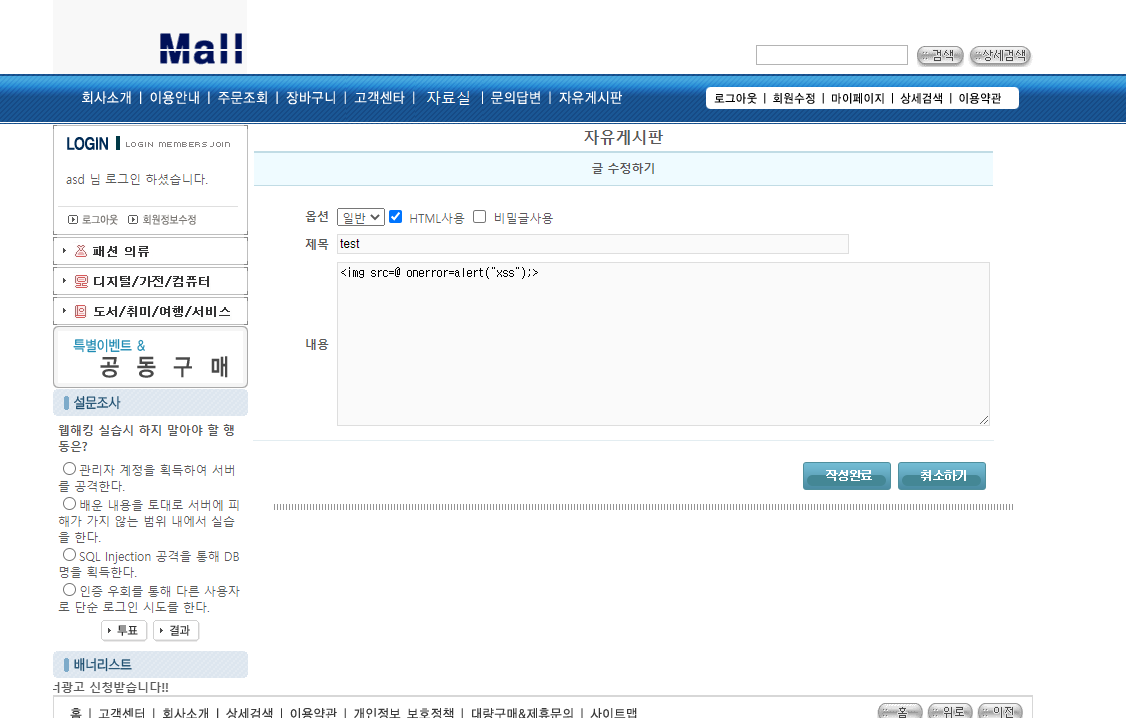 Mall
검색 상세검색
회사소개 | 이용안내 | 주문조회 | 장바구니 | 고객센타 | 자료실 | 문의답변 | 자유게시판
로그아웃 | 회원수정 | 마이페이지 | 상세검색 | 이용약관
LOGIN LOGIN MEMBERS JOIN
asd 님 로그인 하셨습니다.
로그아웃 회원정보수정
패션 의류
디지털/가전/컴퓨터
도서/취미/여행/서비스
특별이벤트 &
공 동 구 매
설문조사
웹해킹 실습시 하지 말아야 할 행
동은?
관리자 계정을 획득하여 서버
를 공격한다.
배운 내용을 토대로 서버에 피
해가 가지 않는 범위 내에서 실습
을 한다.
SQL Injection 공격을 통해 DB
명을 획득한다.
인증 우회를 통해 다른 사용자
로 단순 로그인 시도를 한다.
투표 결과
배너리스트
너광고 신청받습니다!!
자유게시판
글 수정하기
옵션 일반 HTML사용 비밀글사용
제목 test
내용 <img src=@ onerror=alert("xss");>
작성완료 취소하기
홈 | 고객센터 | 회사소개 | 상세검색 | 이용약관 | 개인정보 보호정책 | 대량구매&제휴문의 | 사이트맵
홈 위로 이전